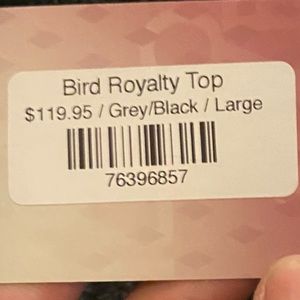 Bird Royalty Top
$119.95 / Grey/Black / Large
76396857